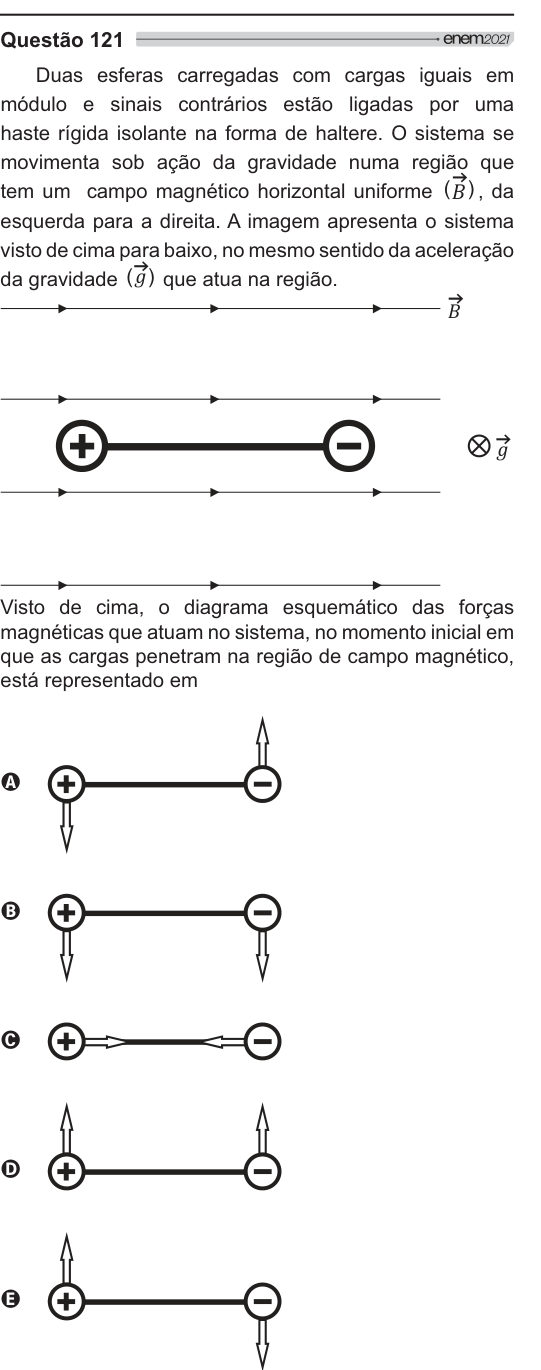 Questão 121 enem2021
Duas esferas carregadas com cargas iguais em
módulo e sinais contrários estão ligadas por uma
haste rígida isolante na forma de haltere. O sistema se
movimenta sob ação da gravidade numa região que
tem um campo magnético horizontal uniforme (B⃗), da
esquerda para a direita. A imagem apresenta o sistema
visto de cima para baixo, no mesmo sentido da aceleração
da gravidade (g⃗) que atua na região.
B⃗
+ − ⊗ g⃗
Visto de cima, o diagrama esquemático das forças
magnéticas que atuam no sistema, no momento inicial em
que as cargas penetram na região de campo magnético,
está representado em
A + −
B + −
C + −
D + −
E + −